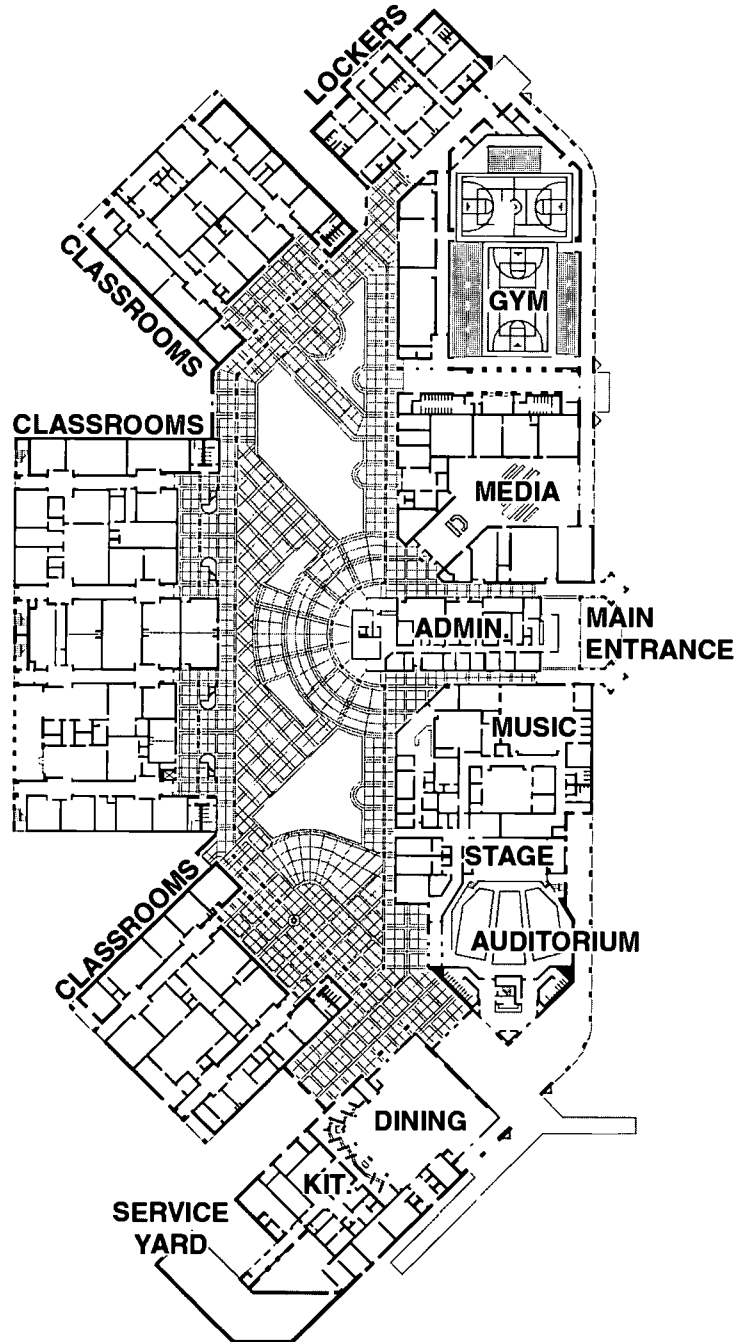 LOCKERS
CLASSROOMS
GYM
CLASSROOMS
MEDIA
ADMIN.
MAIN
ENTRANCE
MUSIC
STAGE
CLASSROOMS
AUDITORIUM
DINING
KIT.
SERVICE
YARD